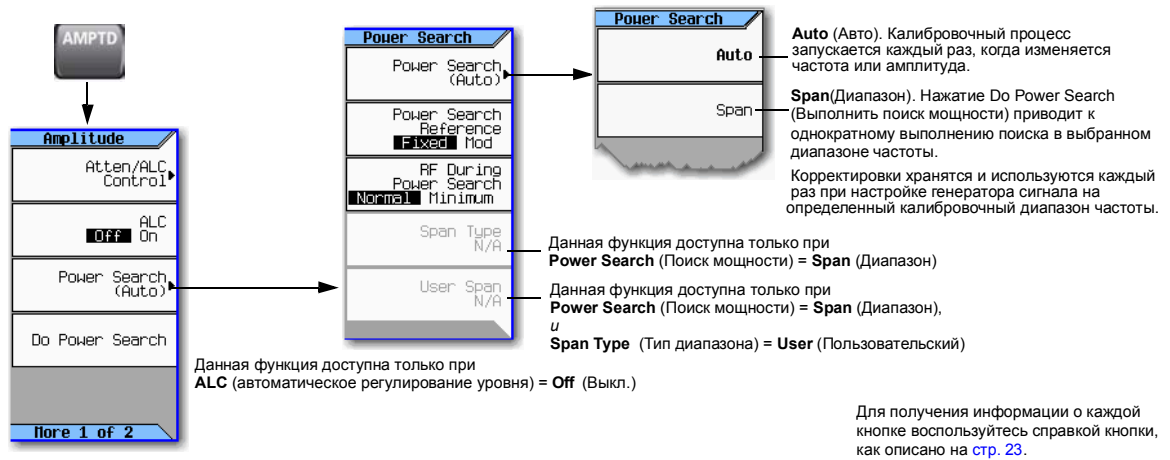 AMPTD
Amplitude
Atten/ALC
Control
ALC
Off On
Power Search
(Auto)
Do Power Search
More 1 of 2
Power Search
Power Search
(Auto)
Power Search
Reference
Fixed Mod
RF During
Power Search
Normal Minimum
Span Type
N/A
User Span
N/A
Power Search
Auto
Span
Auto (Авто). Калибровочный процесс
запускается каждый раз, когда изменяется
частота или амплитуда.
Span(Диапазон). Нажатие Do Power Search
(Выполнить поиск мощности) приводит к
однократному выполнению поиска в выбранном
диапазоне частоты.
Корректировки хранятся и используются каждый
раз при настройке генератора сигнала на
определенный калибровочный диапазон частоты.
Данная функция доступна только при
Power Search (Поиск мощности) = Span (Диапазон)
Данная функция доступна только при
Power Search (Поиск мощности) = Span (Диапазон),
и
Span Type (Тип диапазона) = User (Пользовательский)
Данная функция доступна только при
ALC (автоматическое регулирование уровня) = Off (Выкл.)
Для получения информации о каждой
кнопке воспользуйтесь справкой кнопки,
как описано на стр. 23.